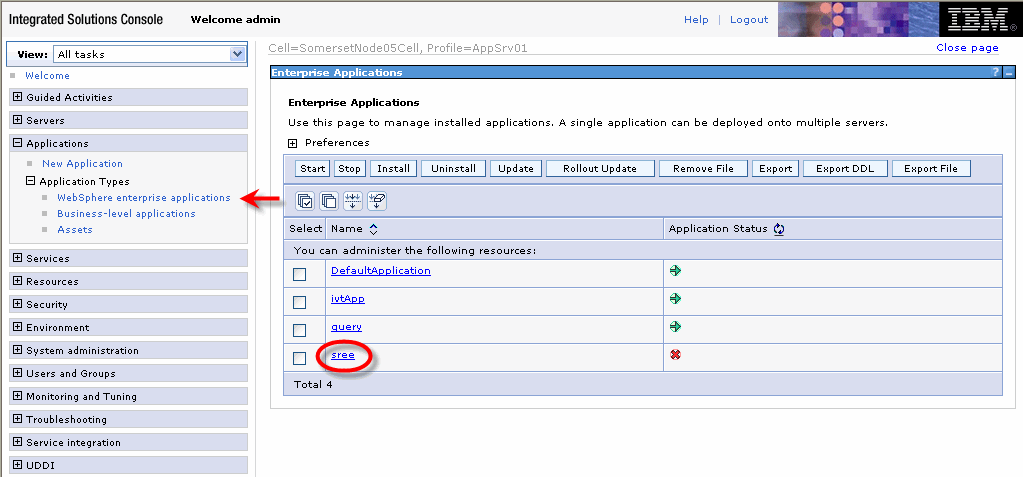 Integrated Solutions Console Welcome admin Help | Logout IBM®
View: All tasks
Cell=SomersetNode05Cell, Profile=AppSrv01 Close page
Welcome
Guided Activities
Servers
Applications
New Application
Application Types
WebSphere enterprise applications
Business-level applications
Assets
Services
Resources
Security
Environment
System administration
Users and Groups
Monitoring and Tuning
Troubleshooting
Service integration
UDDI
Enterprise Applications ? _
Enterprise Applications
Use this page to manage installed applications. A single application can be deployed onto multiple servers.
Preferences
Start Stop Install Uninstall Update Rollout Update Remove File Export Export DDL Export File
Select Name Application Status
You can administer the following resources:
DefaultApplication
ivtApp
query
sree
Total 4